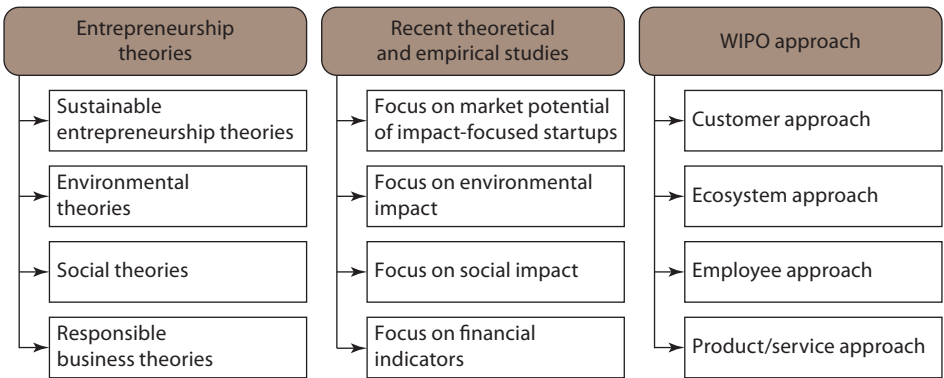 Entrepreneurship
theories
Sustainable
entrepreneurship theories
Environmental
theories
Social theories
Responsible
business theories
Recent theoretical
and empirical studies
Focus on market potential
of impact-focused startups
Focus on environmental
impact
Focus on social impact
Focus on financial
indicators
WIPO approach
Customer approach
Ecosystem approach
Employee approach
Product/service approach